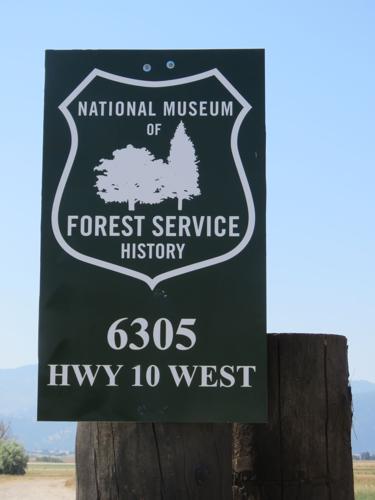 NATIONAL MUSEUM
OF
FOREST SERVICE
HISTORY
6305
HWY 10 WEST